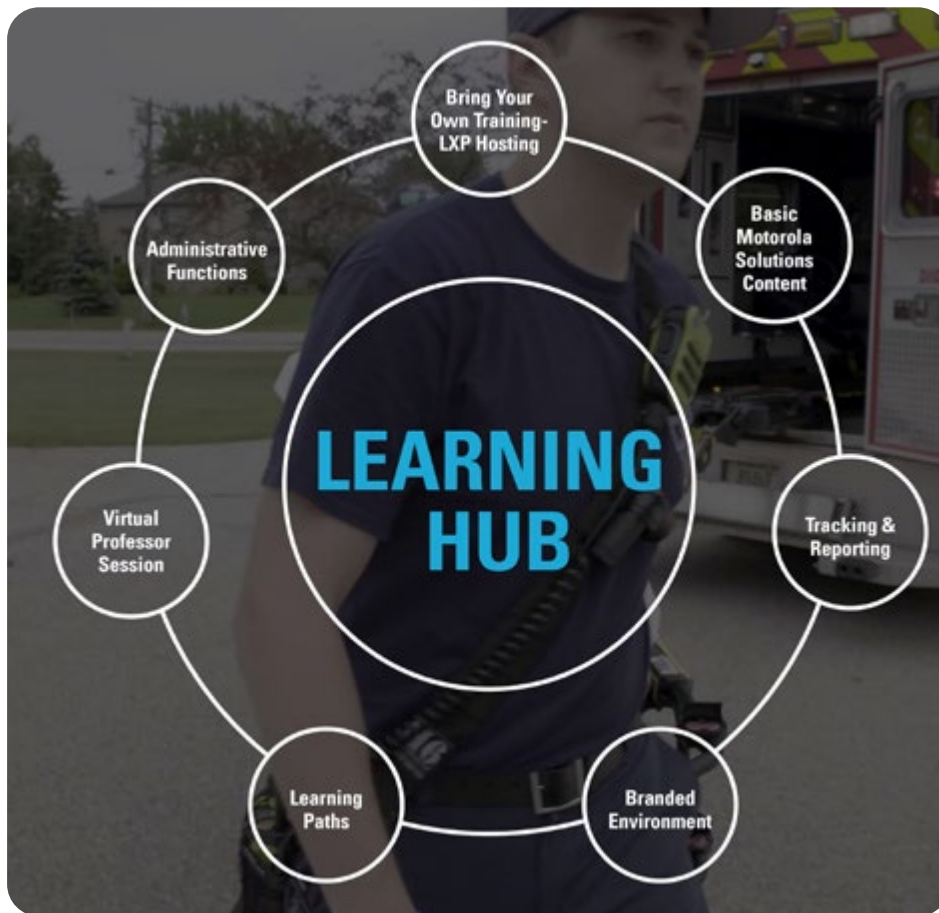 Bring Your
Own Training-
LXP Hosting
Basic
Motorola
Solutions
Content
Tracking &
Reporting
Branded
Environment
Learning
Paths
Virtual
Professor
Session
Administrative
Functions
LEARNING
HUB